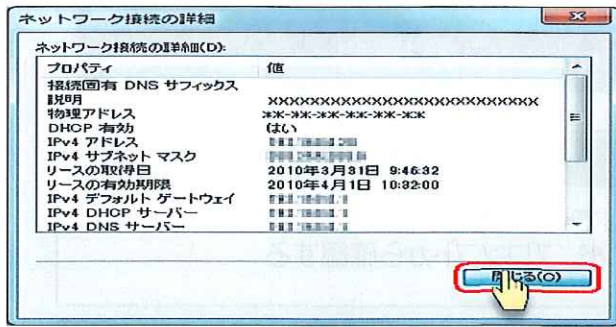 ネットワーク接続の詳細
ネットワーク接続の詳細(D):
プロパティ 値
接続固有 DNS サフィックス
説明 XXXXXXXXXXXXXXXXXXXXXXXXXXX
物理アドレス **-**-**-**-**-**
DHCP 有効 はい
IPv4 アドレス
IPv4 サブネット マスク
リースの取得日 2010年3月31日 9:46:32
リースの有効期限 2010年4月1日 10:32:00
IPv4 デフォルト ゲートウェイ
IPv4 DHCP サーバー
IPv4 DNS サーバー
閉じる(C)